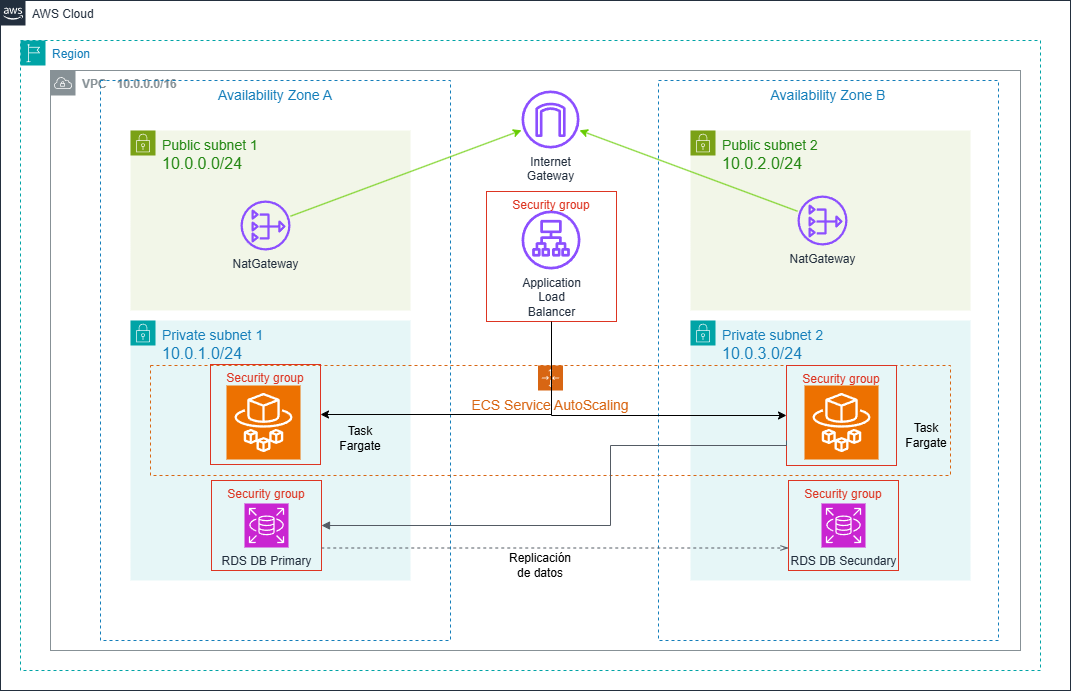 aws
AWS Cloud
Region
VPC 10.0.0.0/16
Availability Zone A
Availability Zone B
Public subnet 1
10.0.0.0/24
Internet
Gateway
Public subnet 2
10.0.2.0/24
NatGateway
Security group
Application
Load
Balancer
NatGateway
Private subnet 1
10.0.1.0/24
Private subnet 2
10.0.3.0/24
Security group
Task
Fargate
ECS Service AutoScaling
Security group
Task
Fargate
Security group
RDS DB Primary
Replicación
de datos
Security group
RDS DB Secundary